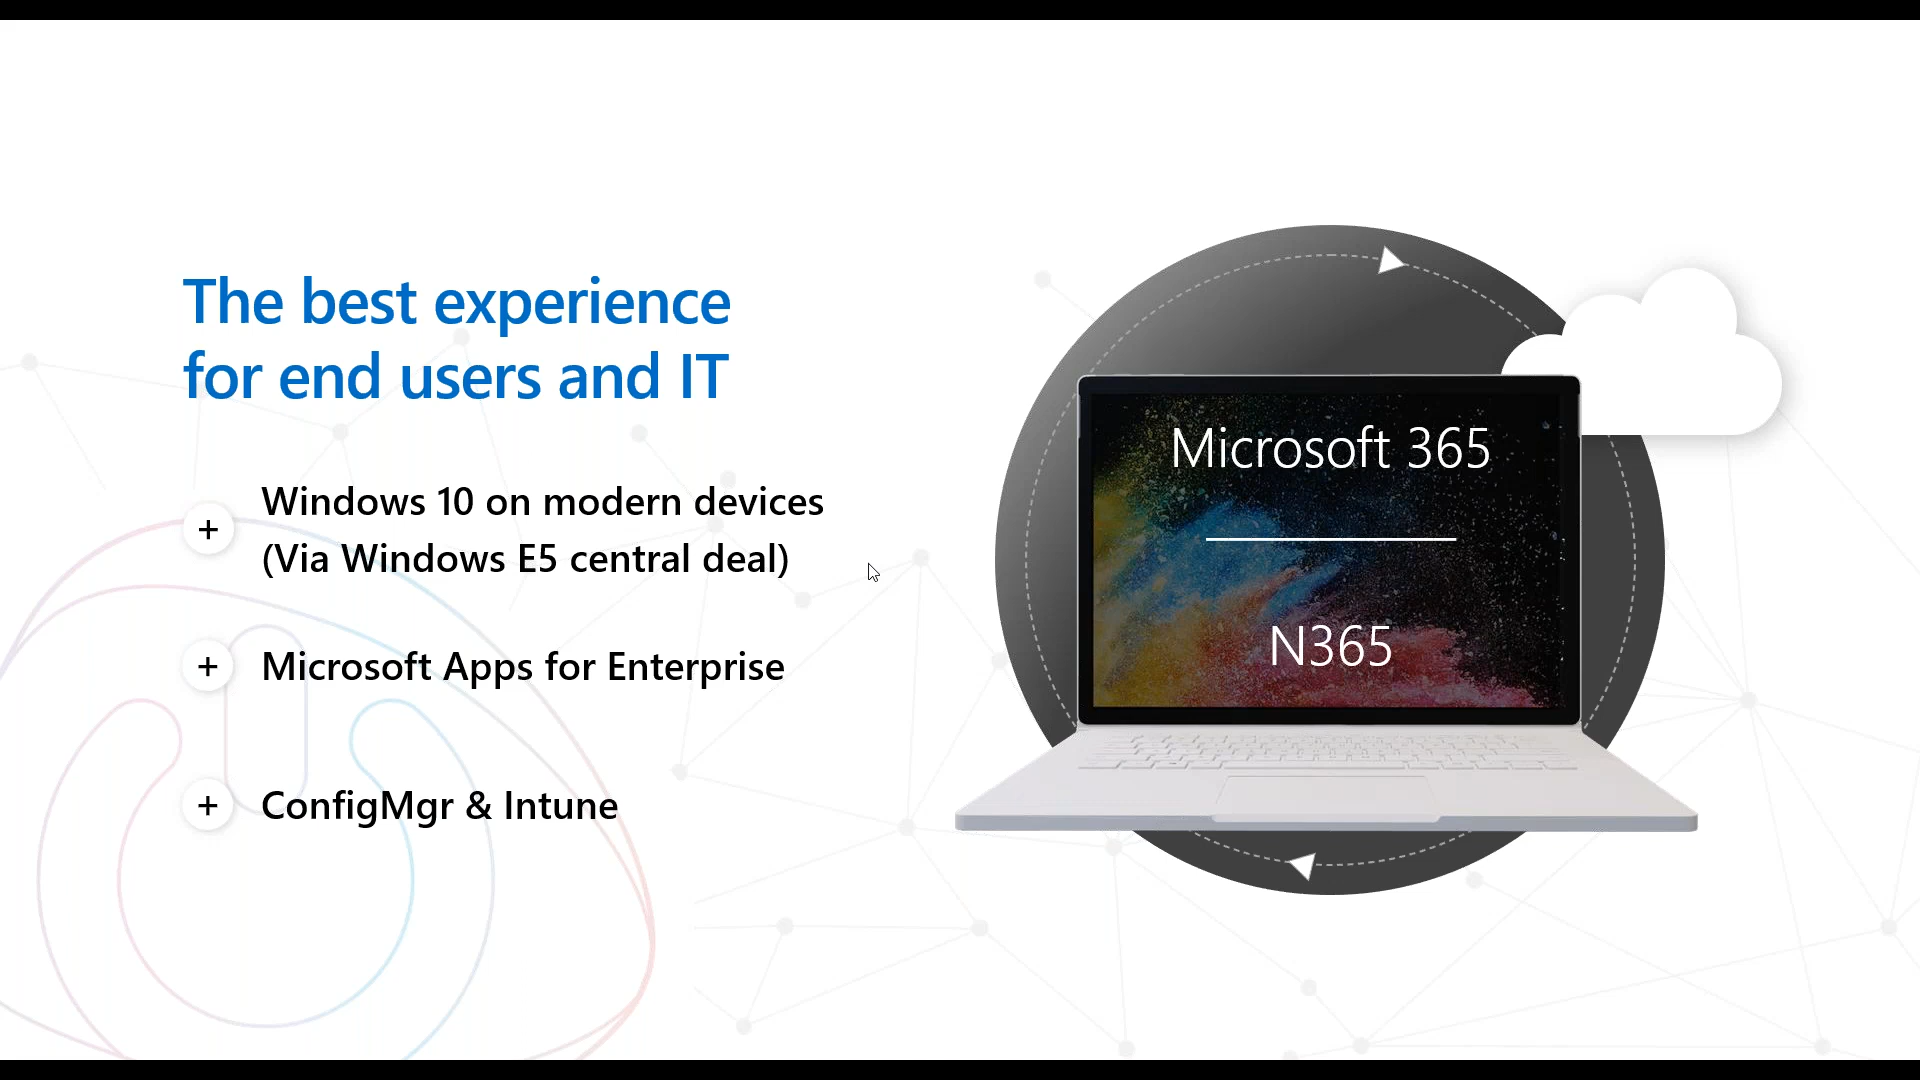 The best experience
for end users and IT
+ Windows 10 on modern devices
(Via Windows E5 central deal)
+ Microsoft Apps for Enterprise
+ ConfigMgr & Intune
Microsoft 365
N365